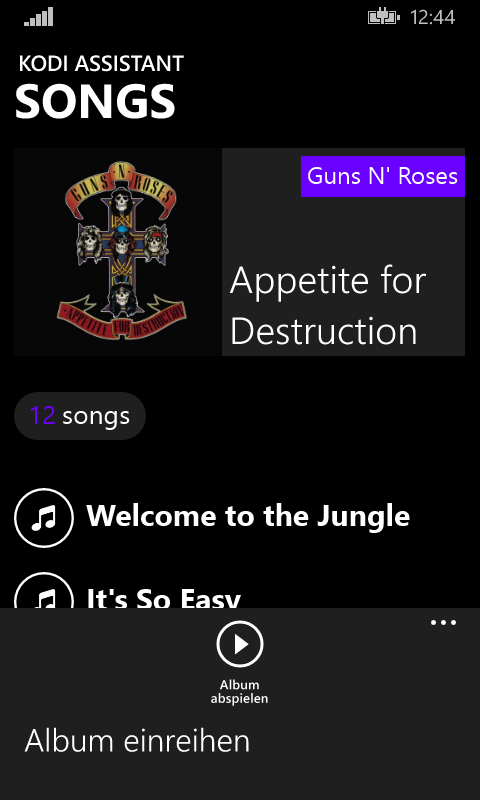 12:44
KODI ASSISTANT
SONGS
GUNS N' ROSES
APPETITE FOR DESTRUCTION
Guns N' Roses
Appetite for
Destruction
12 songs
Welcome to the Jungle
It's So Easy
Album
abspielen
Album einreihen